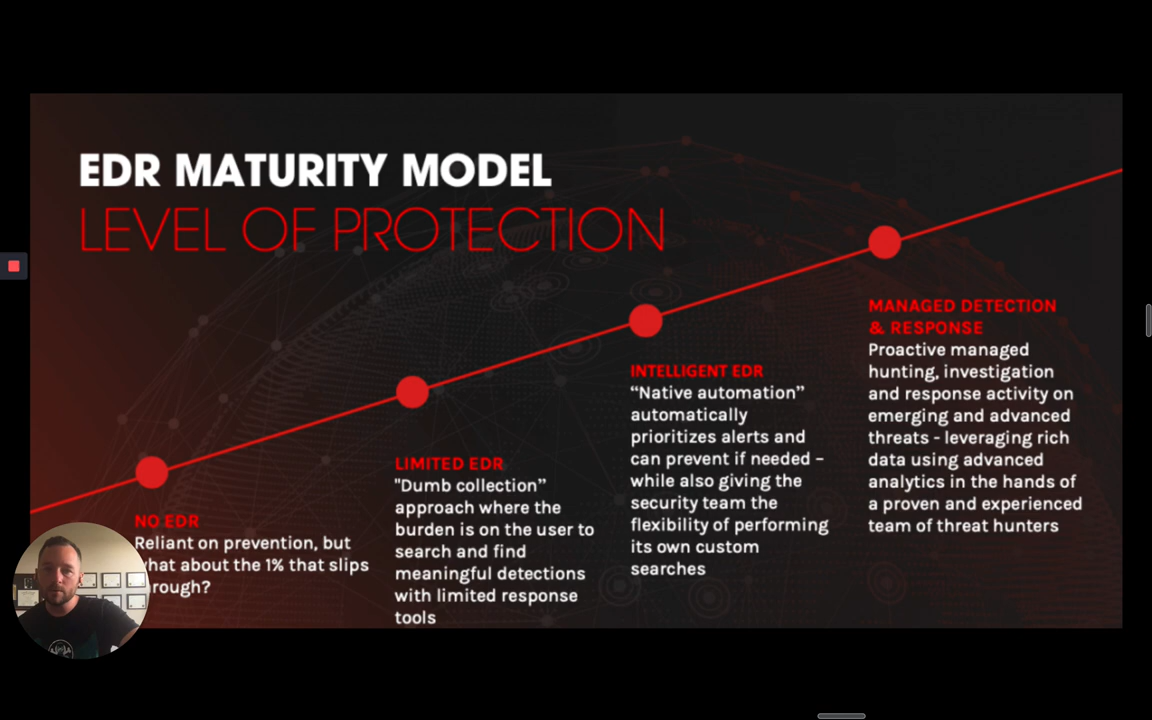 EDR MATURITY MODEL
LEVEL OF PROTECTION
NO EDR
Reliant on prevention, but
what about the 1% that slips
through?
LIMITED EDR
"Dumb collection”
approach where the
burden is on the user to
search and find
meaningful detections
with limited response
tools
INTELLIGENT EDR
“Native automation”
automatically
prioritizes alerts and
can prevent if needed –
while also giving the
security team the
flexibility of performing
its own custom
searches
MANAGED DETECTION
& RESPONSE
Proactive managed
hunting, investigation
and response activity on
emerging and advanced
threats - leveraging rich
data using advanced
analytics in the hands of
a proven and experienced
team of threat hunters